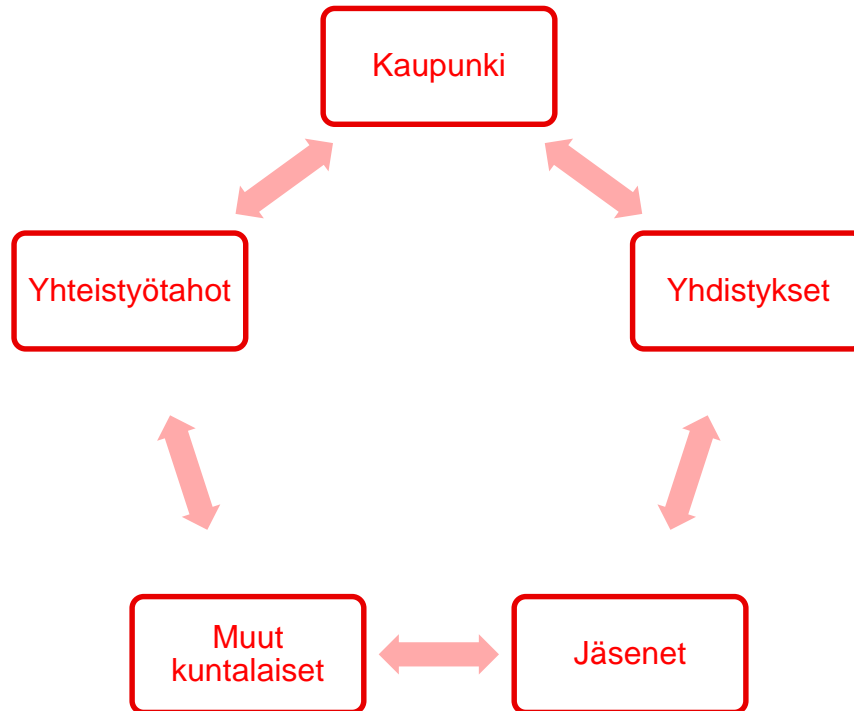 Kaupunki
Yhteistyötahot
Yhdistykset
Muut
kuntalaiset
Jäsenet